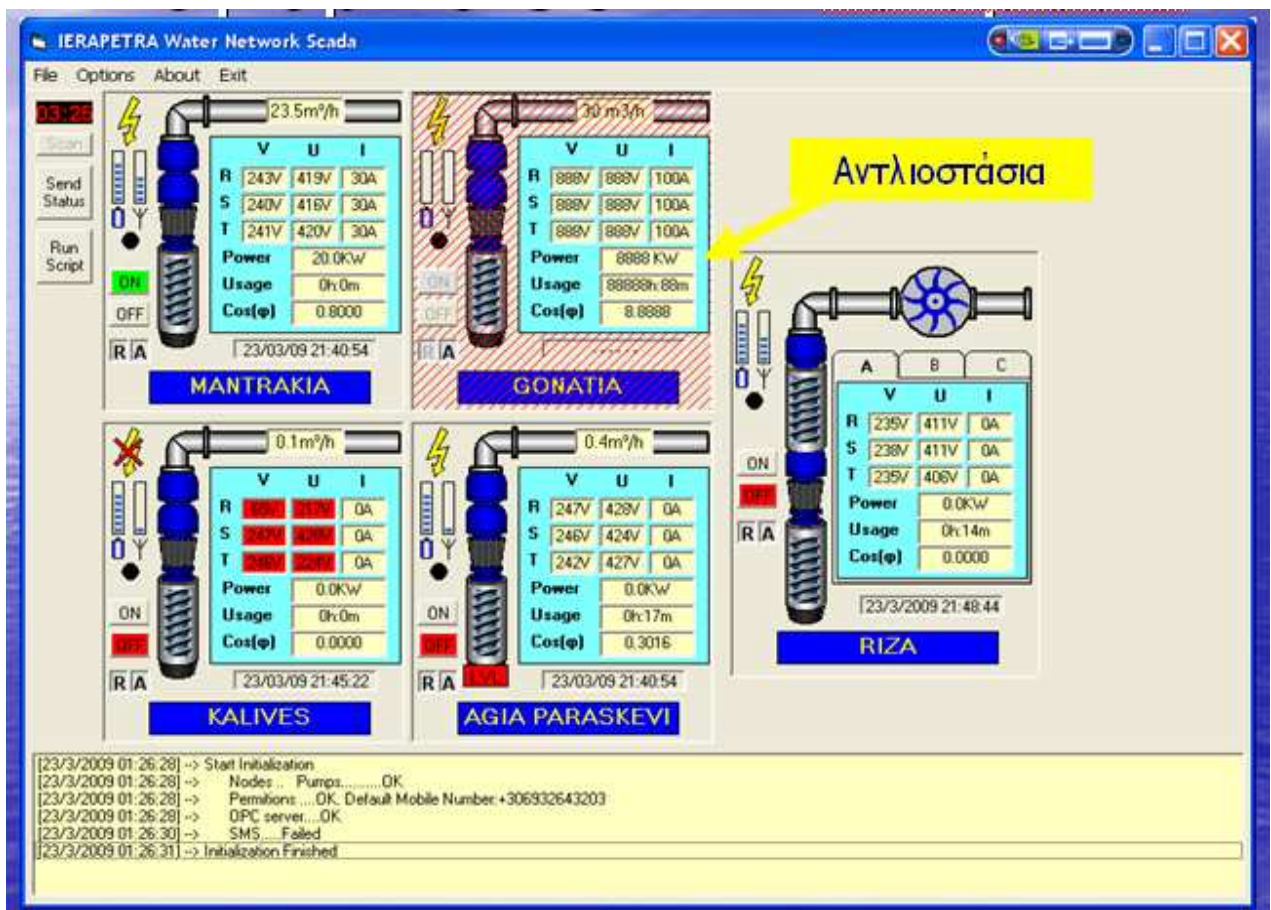 IERAPETRA Water Network Scada
File Options About Exit
03:26
Scan
Send
Status
Run
Script
23.5m³/h
V U I
R 243V 419V 30A
S 240V 416V 30A
T 241V 420V 30A
Power 20.0KW
Usage 0h:0m
Cos(φ) 0.8000
ON
OFF
R A
23/03/09 21:40:54
MANTRAKIA
30 m3/h
V U I
R 888V 888V 100A
S 888V 888V 100A
T 888V 888V 100A
Power 8888 KW
Usage 88888h:88m
Cos(φ) 8.8888
ON
OFF
R A
GONATIA
Αντλιοστάσια
0.1m³/h
V U I
R 217V 0A
S 0A
T 0A
Power 0.0KW
Usage 0h:0m
Cos(φ) 0.0000
ON
OFF
R A
23/03/09 21:45:22
KALIVES
0.4m³/h
V U I
R 247V 428V 0A
S 246V 424V 0A
T 242V 427V 0A
Power 0.0KW
Usage 0h:17m
Cos(φ) 0.3016
ON
OFF
R A
LVL
23/03/09 21:40:54
AGIA PARASKEVI
A B C
V U I
R 235V 411V 0A
S 238V 411V 0A
T 235V 406V 0A
Power 0.0KW
Usage 0h:14m
Cos(φ) 0.0000
ON
OFF
R A
23/3/2009 21:48:44
RIZA
[23/3/2009 01:26:28] --> Start Initialization
[23/3/2009 01:26:28] --> Nodes .. Pumps..........OK
[23/3/2009 01:26:28] --> Permitions ....OK, Default Mobile Number:+306932643203
[23/3/2009 01:26:28] --> OPC server....OK
[23/3/2009 01:26:30] --> SMS.....Failed
[23/3/2009 01:26:31] --> Initialization Finished